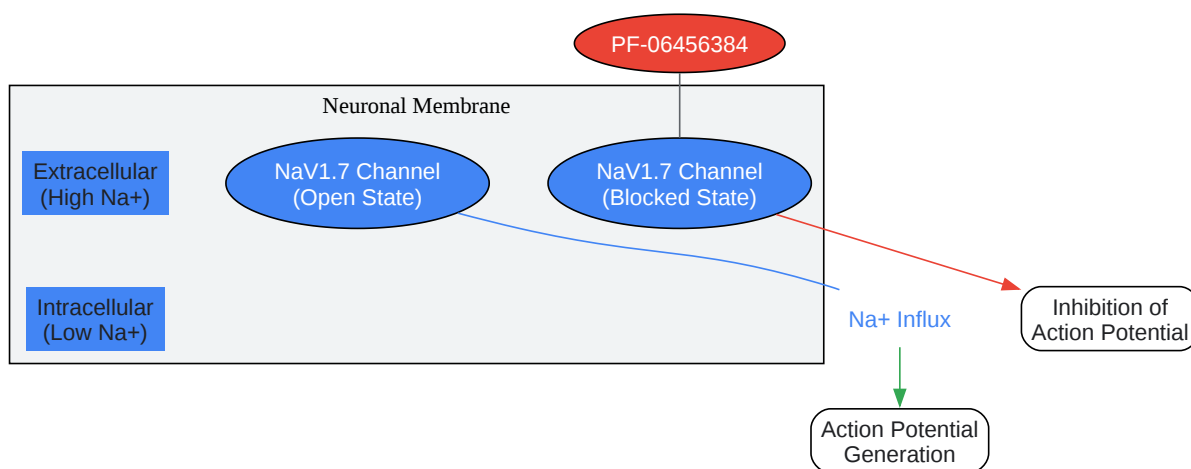 PF-06456384
Neuronal Membrane
Extracellular
(High Na+)
NaV1.7 Channel
(Open State)
NaV1.7 Channel
(Blocked State)
Intracellular
(Low Na+)
Na+ Influx
Inhibition of
Action Potential
Action Potential
Generation